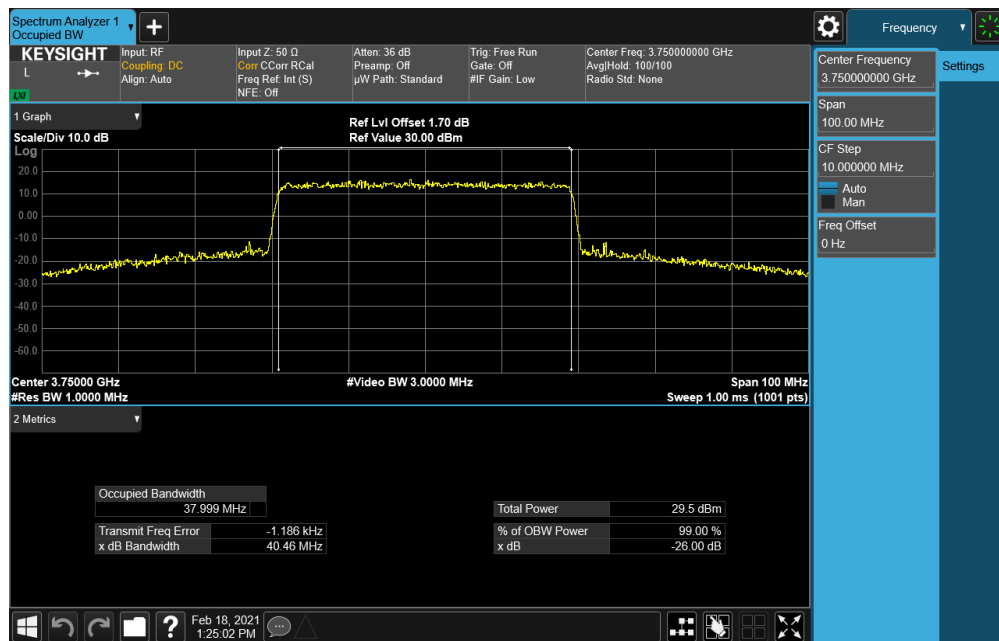 Spectrum Analyzer 1
Occupied BW
Frequency
KEYSIGHT
L
LXI
Input: RF
Coupling: DC
Align: Auto
Input Z: 50 Ω
Corr CCorr RCal
Freq Ref: Int (S)
NFE: Off
Atten: 36 dB
Preamp: Off
µW Path: Standard
Trig: Free Run
Gate: Off
#IF Gain: Low
Center Freq: 3.750000000 GHz
Avg|Hold: 100/100
Radio Std: None
Center Frequency
3.750000000 GHz
Settings
Span
100.00 MHz
CF Step
10.000000 MHz
Auto
Man
Freq Offset
0 Hz
1 Graph
Scale/Div 10.0 dB
Ref Lvl Offset 1.70 dB
Ref Value 30.00 dBm
Log
20.0
10.0
0.00
-10.0
-20.0
-30.0
-40.0
-50.0
-60.0
Center 3.75000 GHz
#Video BW 3.0000 MHz
Span 100 MHz
#Res BW 1.0000 MHz
Sweep 1.00 ms (1001 pts)
2 Metrics
Occupied Bandwidth
37.999 MHz
Total Power 29.5 dBm
Transmit Freq Error -1.186 kHz
% of OBW Power 99.00 %
x dB Bandwidth 40.46 MHz
x dB -26.00 dB
?
Feb 18, 2021
1:25:02 PM